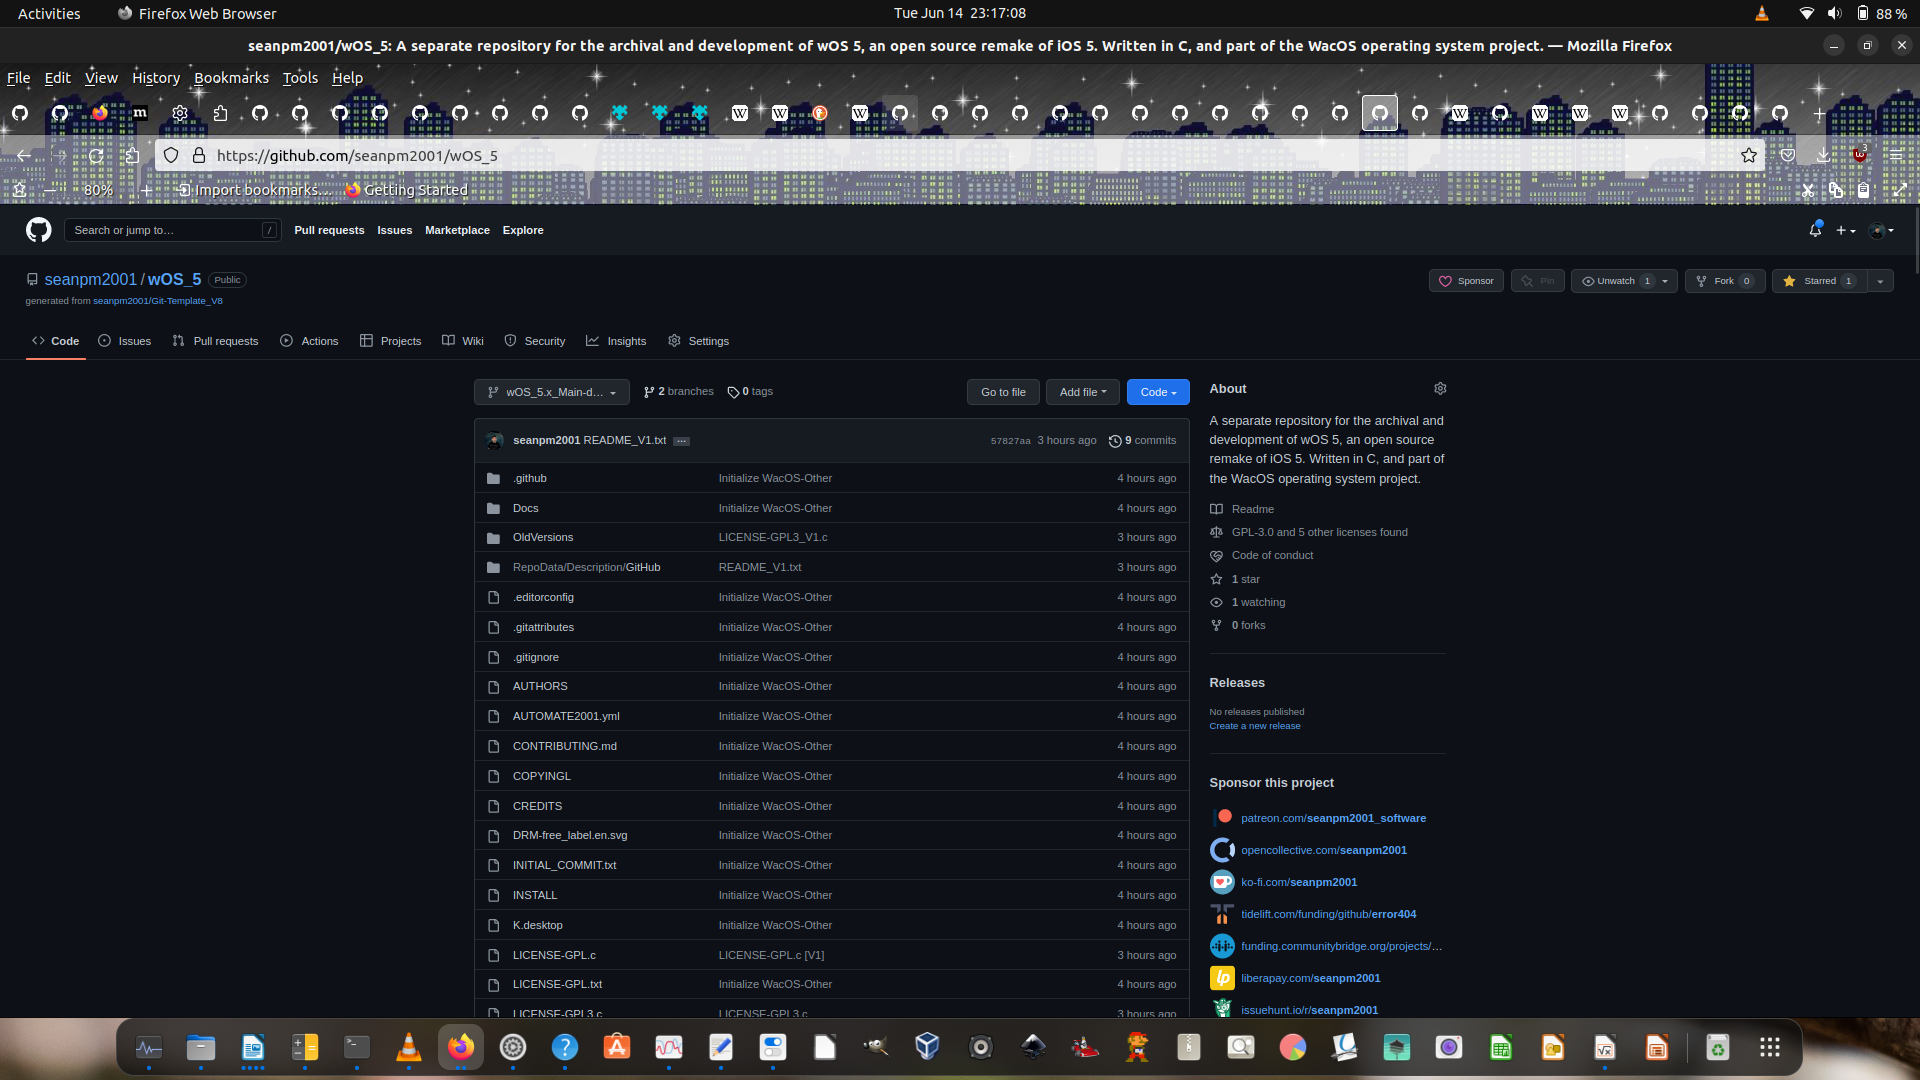 Activities Firefox Web Browser Tue Jun 14 23:17:08 88 %
seanpm2001/wOS_5: A separate repository for the archival and development of wOS 5, an open source remake of iOS 5. Written in C, and part of the WacOS operating system project. — Mozilla Firefox
File Edit View History Bookmarks Tools Help
https://github.com/seanpm2001/wOS_5 3
80% Import bookmarks... Getting Started
Search or jump to... / Pull requests Issues Marketplace Explore
seanpm2001 / wOS_5 Public Sponsor Pin Unwatch 1 Fork 0 Starred 1
generated from seanpm2001/Git-Template_V8
Code Issues Pull requests Actions Projects Wiki Security Insights Settings
wOS_5.x_Main-d... 2 branches 0 tags Go to file Add file Code
seanpm2001 README_V1.txt ... 57827aa 3 hours ago 9 commits
.github Initialize WacOS-Other 4 hours ago
Docs Initialize WacOS-Other 4 hours ago
OldVersions LICENSE-GPL3_V1.c 3 hours ago
RepoData/Description/GitHub README_V1.txt 3 hours ago
.editorconfig Initialize WacOS-Other 4 hours ago
.gitattributes Initialize WacOS-Other 4 hours ago
.gitignore Initialize WacOS-Other 4 hours ago
AUTHORS Initialize WacOS-Other 4 hours ago
AUTOMATE2001.yml Initialize WacOS-Other 4 hours ago
CONTRIBUTING.md Initialize WacOS-Other 4 hours ago
COPYINGL Initialize WacOS-Other 4 hours ago
CREDITS Initialize WacOS-Other 4 hours ago
DRM-free_label.en.svg Initialize WacOS-Other 4 hours ago
INITIAL_COMMIT.txt Initialize WacOS-Other 4 hours ago
INSTALL Initialize WacOS-Other 4 hours ago
K.desktop Initialize WacOS-Other 4 hours ago
LICENSE-GPL.c LICENSE-GPL.c [V1] 3 hours ago
LICENSE-GPL.txt Initialize WacOS-Other 4 hours ago
LICENSE-GPL3.c LICENSE-GPL3.c 3 hours ago
About
A separate repository for the archival and
development of wOS 5, an open source
remake of iOS 5. Written in C, and part of
the WacOS operating system project.
Readme
GPL-3.0 and 5 other licenses found
Code of conduct
1 star
1 watching
0 forks
Releases
No releases published
Create a new release
Sponsor this project
patreon.com/seanpm2001_software
opencollective.com/seanpm2001
ko-fi.com/seanpm2001
tidelift.com/funding/github/error404
funding.communitybridge.org/projects/...
liberapay.com/seanpm2001
issuehunt.io/r/seanpm2001